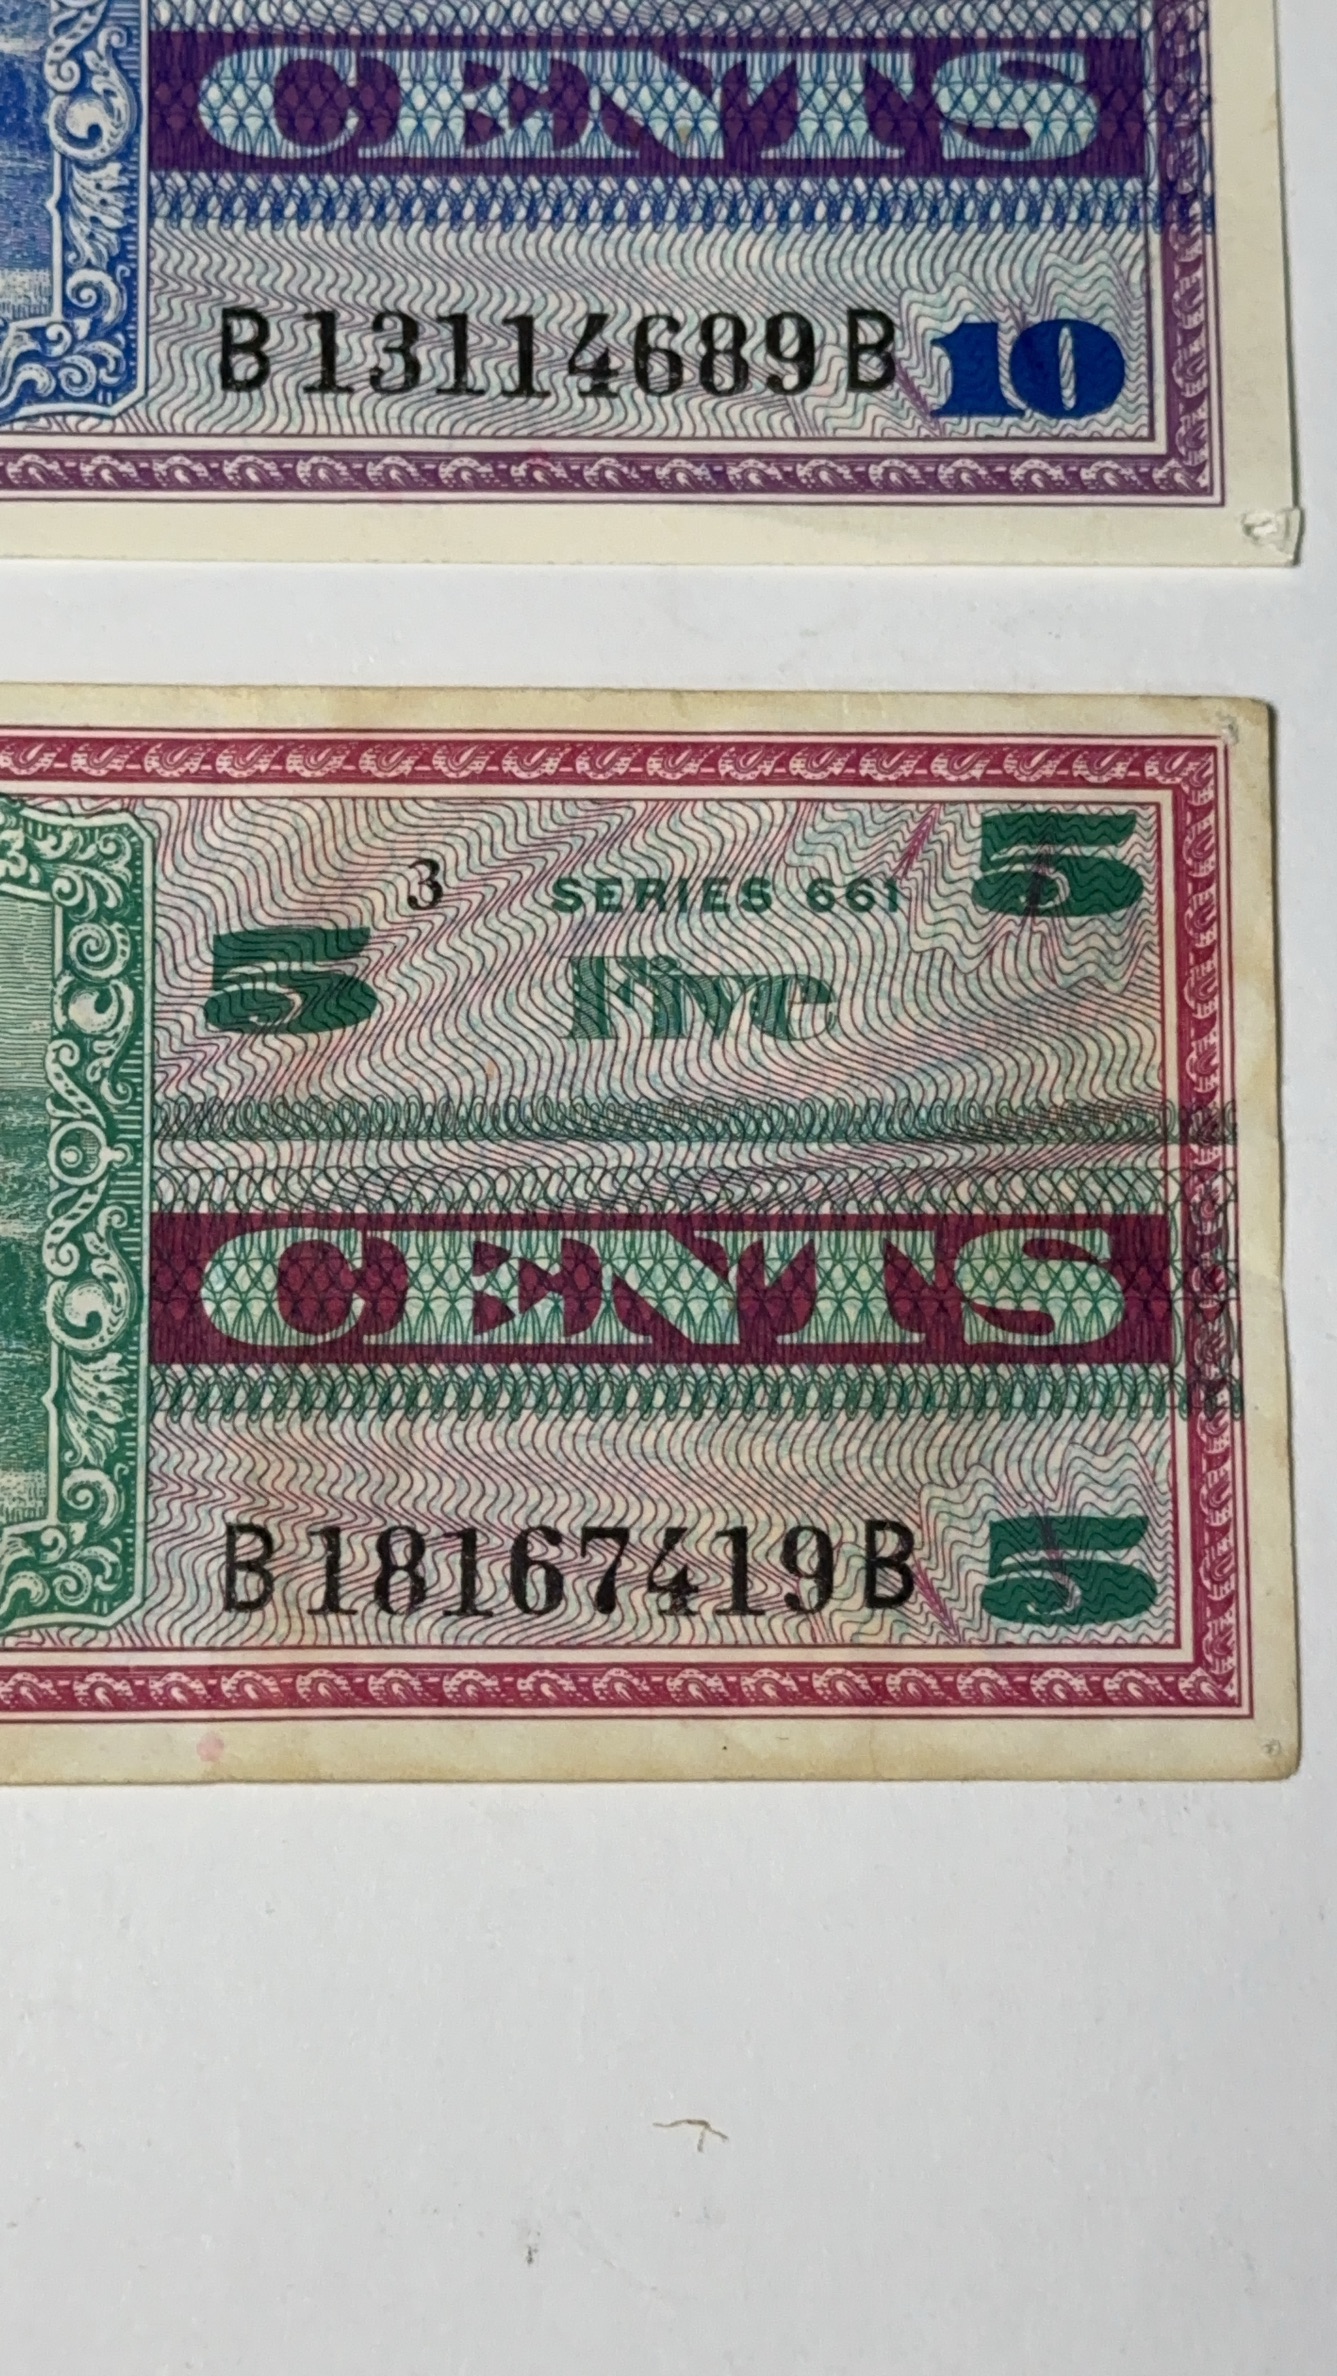 CENTS
B13114689B 10
5
3 SERIES 661
5 Five
CENTS
B18167419B 5